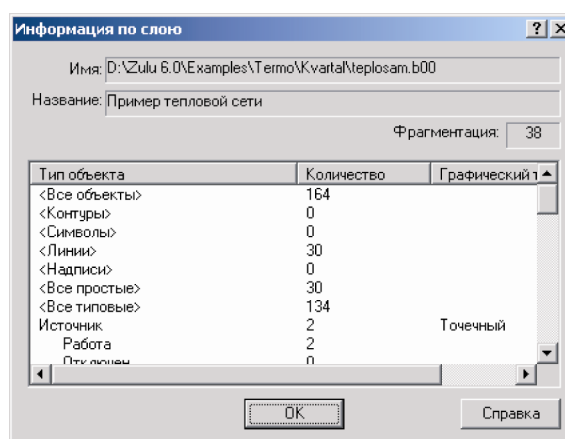 Информация по слою
Имя: D:\Zulu 6.0\Examples\Termo\Kvartal\teplosam.b00
Название: Пример тепловой сети
Фрагментация: 38
Тип объекта Количество Графический т
<Все объекты> 164
<Контуры> 0
<Символы> 0
<Линии> 30
<Надписи> 0
<Все простые> 30
<Все типовые> 134
Источник 2 Точечный
Работа 2
Отключен 0
OK Справка